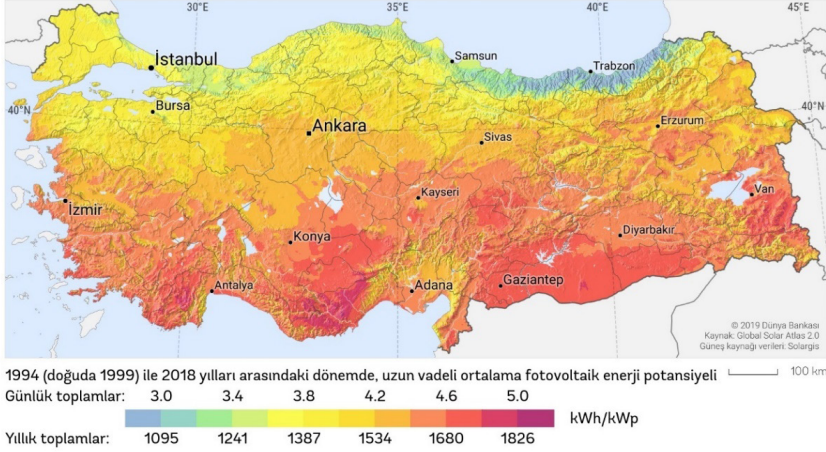 30°E 35°E 40°E 45°E
İstanbul
Samsun
Trabzon
Bursa
40°N 40°N
Ankara
Erzurum
Sivas
Kayseri
Van
İzmir
Konya
Diyarbakır
Antalya
Adana
Gaziantep
© 2019 Dünya Bankası
Kaynak: Global Solar Atlas 2.0
Güneş kaynağı verileri: Solargis
1994 (doğuda 1999) ile 2018 yılları arasındaki dönemde, uzun vadeli ortalama fotovoltaik enerji potansiyeli 100 km
Günlük toplamlar: 3.0 3.4 3.8 4.2 4.6 5.0
kWh/kWp
Yıllık toplamlar: 1095 1241 1387 1534 1680 1826